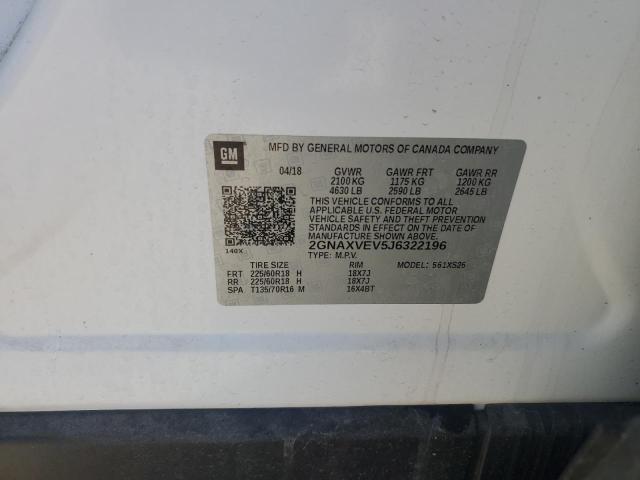 GM
MFD BY GENERAL MOTORS OF CANADA COMPANY
04/18 GVWR GAWR FRT GAWR RR
2100 KG 1175 KG 1200 KG
4630 LB 2590 LB 2645 LB
THIS VEHICLE CONFORMS TO ALL
APPLICABLE U.S. FEDERAL MOTOR
VEHICLE SAFETY AND THEFT PREVENTION
STANDARDS IN EFFECT ON THE DATE OF
MANUFACTURE SHOWN ABOVE.
140X 2GNAXVEV5J6322196
TYPE: M.P.V.
TIRE SIZE RIM MODEL: 561XS26
FRT 225/60R18 H 18X7J
RR 225/60R18 H 18X7J
SPA T135/70R16 M 16X4BT